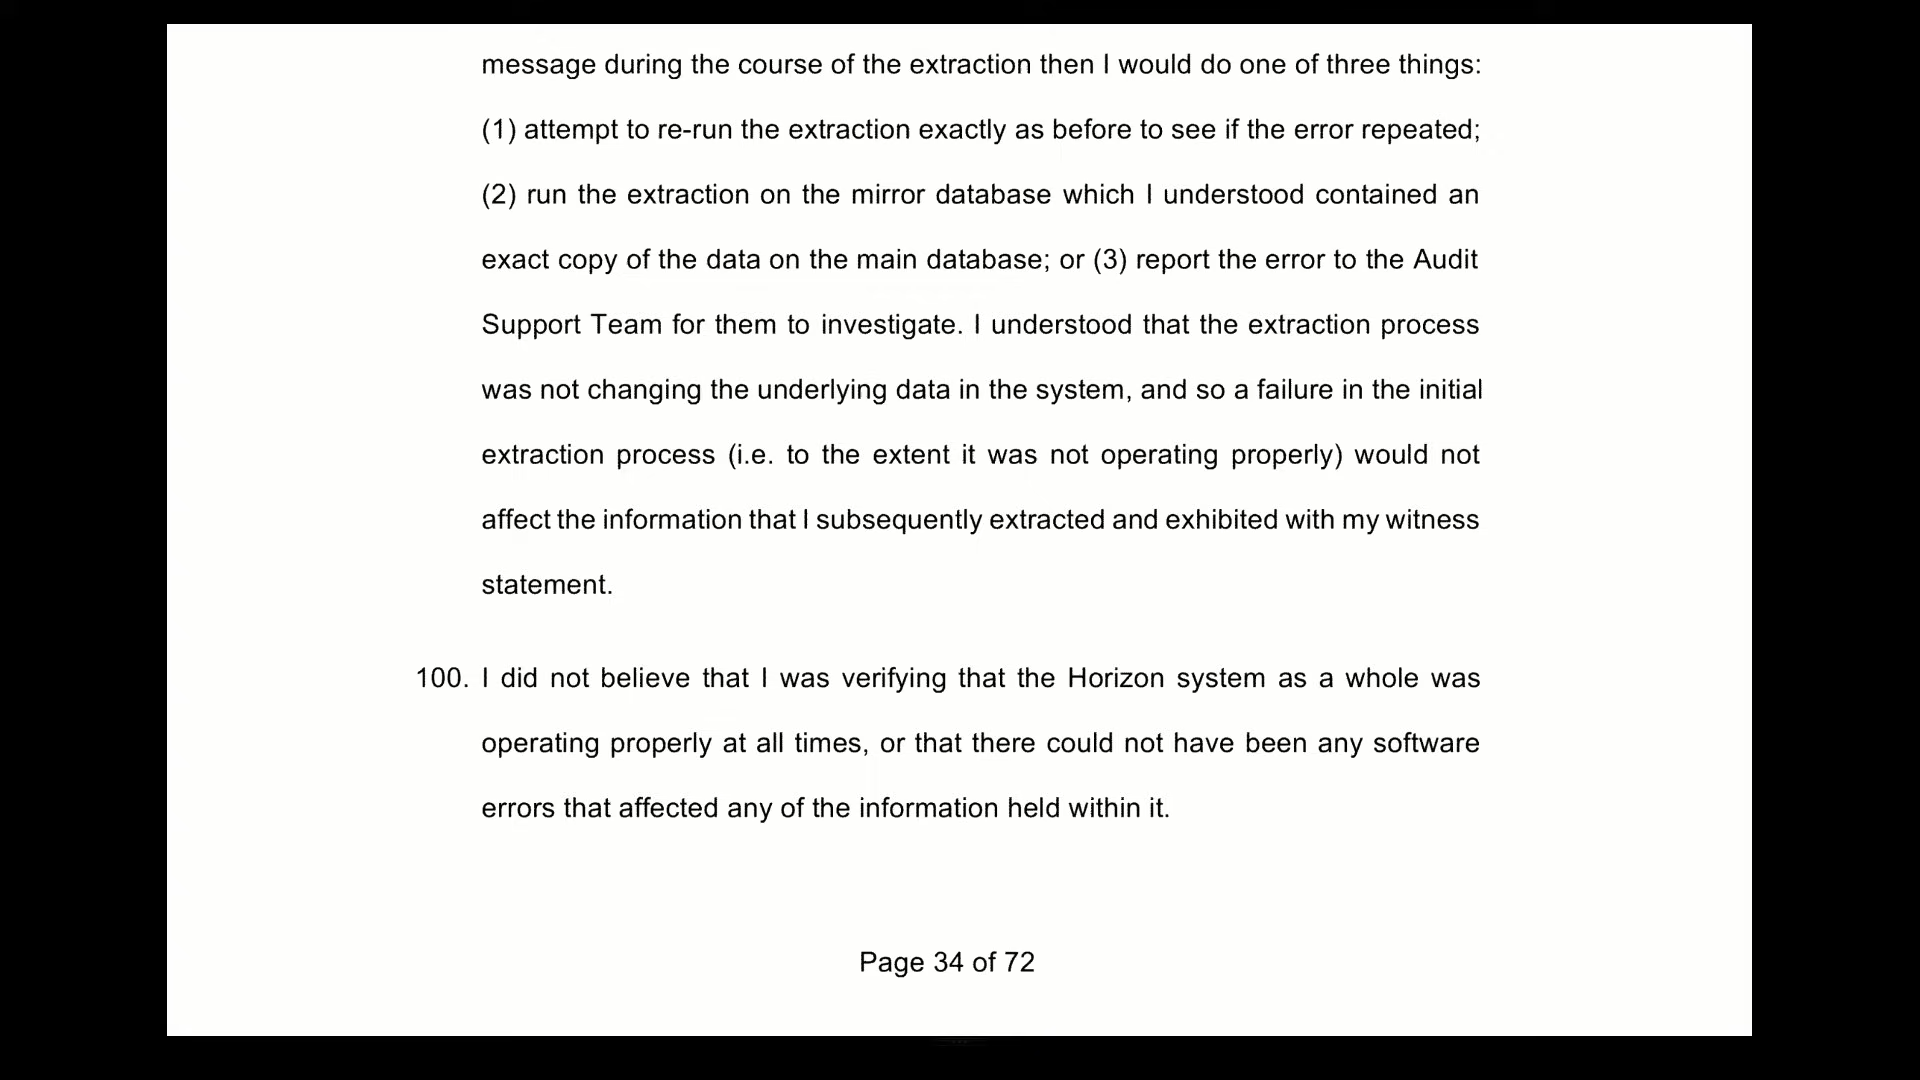 message during the course of the extraction then I would do one of three things:
(1) attempt to re-run the extraction exactly as before to see if the error repeated;
(2) run the extraction on the mirror database which I understood contained an
exact copy of the data on the main database; or (3) report the error to the Audit
Support Team for them to investigate. I understood that the extraction process
was not changing the underlying data in the system, and so a failure in the initial
extraction process (i.e. to the extent it was not operating properly) would not
affect the information that I subsequently extracted and exhibited with my witness
statement.
100. I did not believe that I was verifying that the Horizon system as a whole was
operating properly at all times, or that there could not have been any software
errors that affected any of the information held within it.
Page 34 of 72